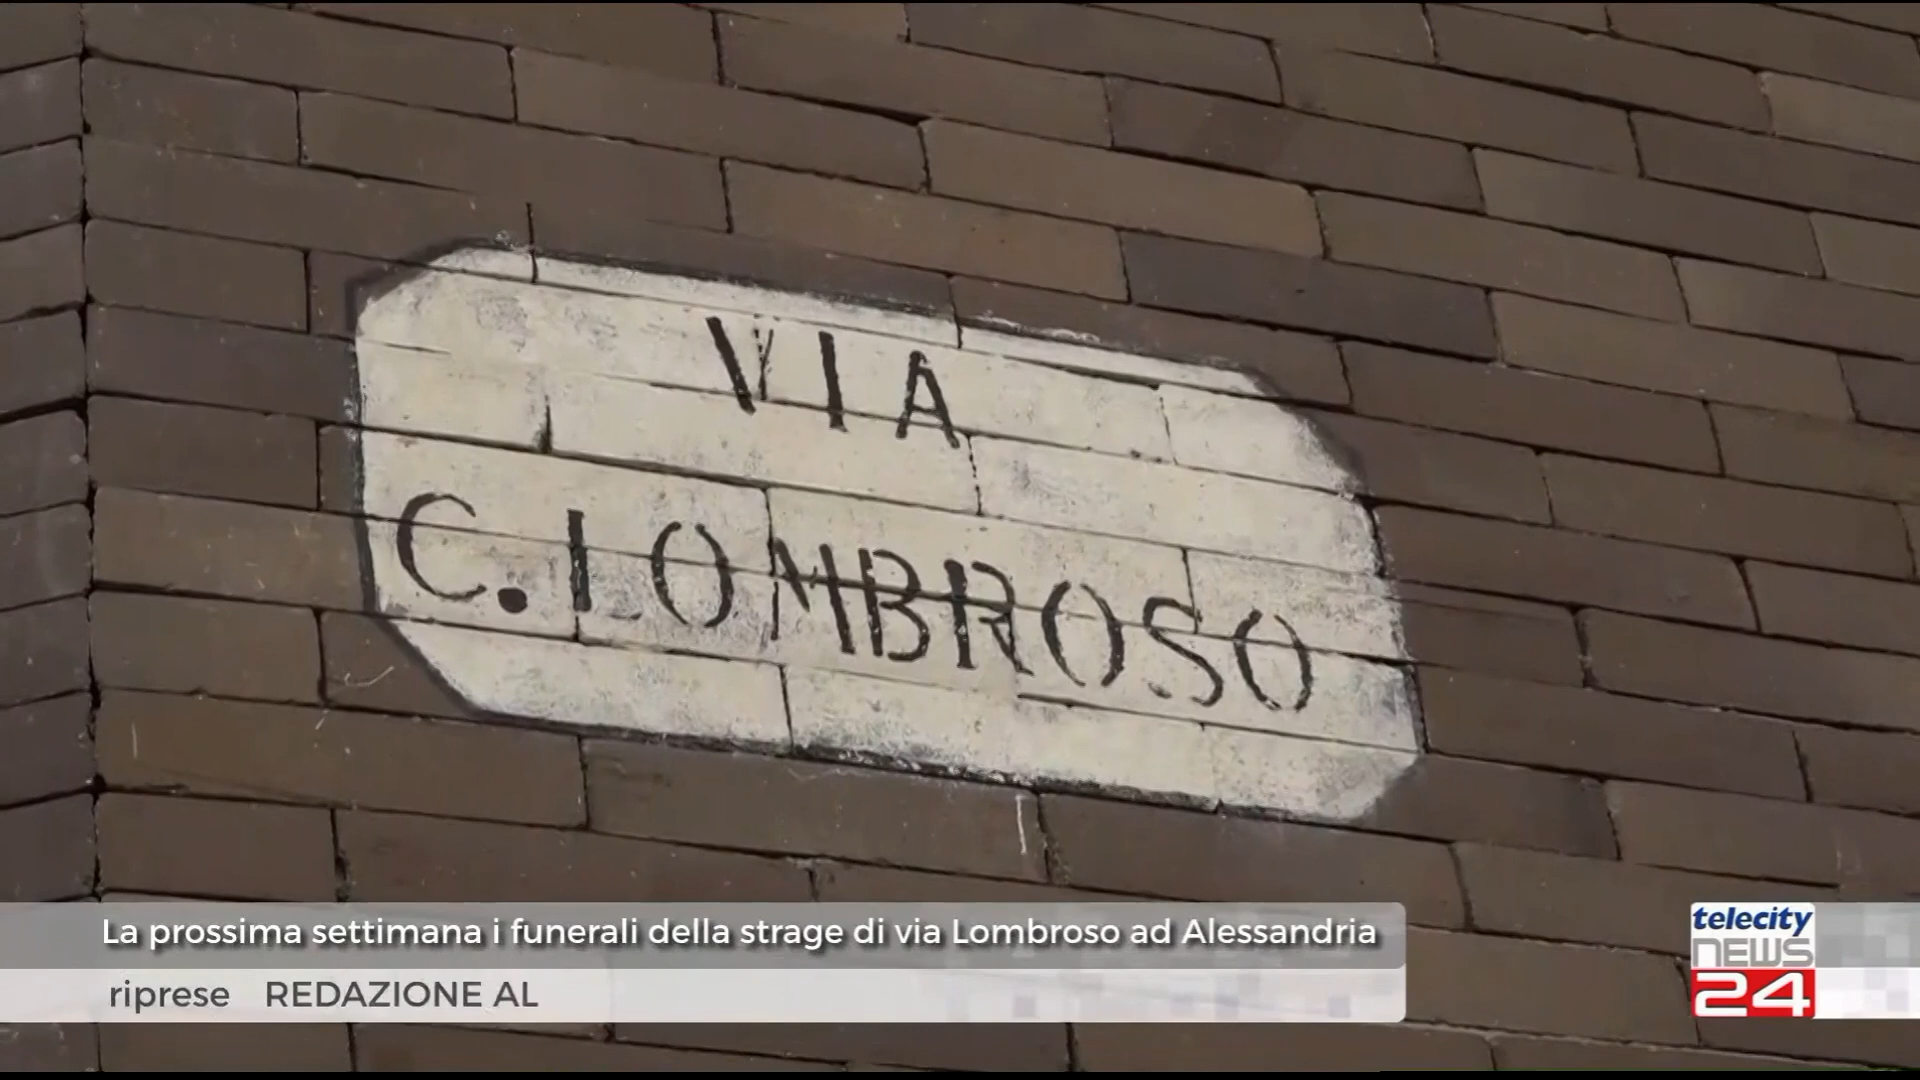 VIA
C. LOMBROSO
La prossima settimana i funerali della strage di via Lombroso ad Alessandria
riprese REDAZIONE AL
telecity
NEWS
24